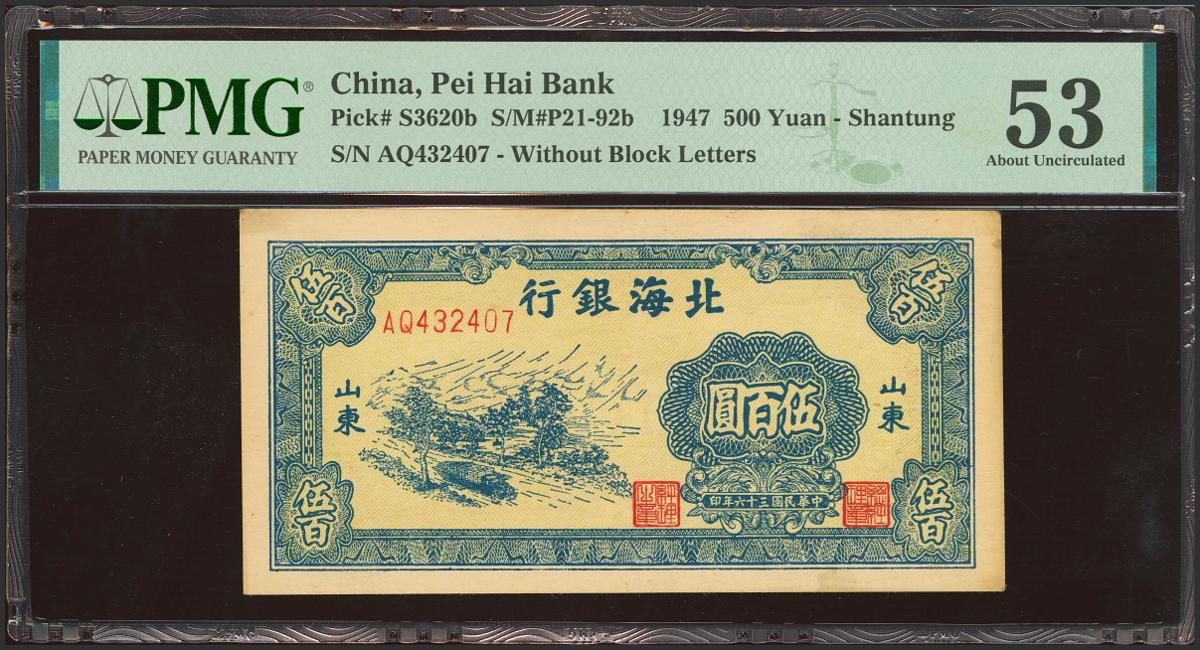 PMG®
PAPER MONEY GUARANTY
China, Pei Hai Bank
Pick# S3620b S/M#P21-92b 1947 500 Yuan - Shantung
S/N AQ432407 - Without Block Letters
53
About Uncirculated
伍百
伍百
行銀海北
AQ432407
山東
山東
圓百伍
印年六十三國民華中
伍百
伍百
PMG
PMG